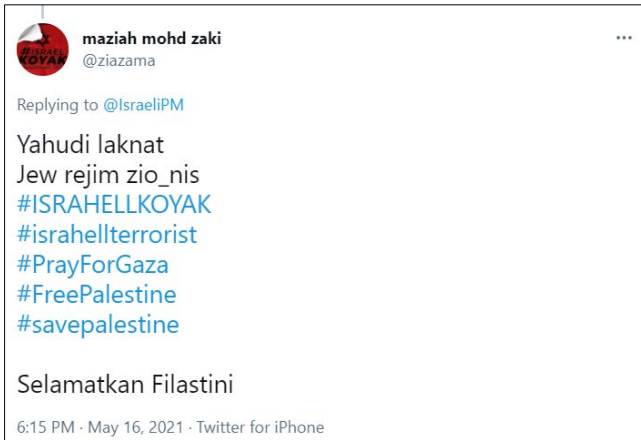 #ISRAEL
KOYAK
maziah mohd zaki
@ziazama
Replying to @IsraeliPM
Yahudi laknat
Jew rejim zio_nis
#ISRAHELLKOYAK
#israhellterrorist
#PrayForGaza
#FreePalestine
#savepalestine
Selamatkan Filastini
6:15 PM · May 16, 2021 · Twitter for iPhone